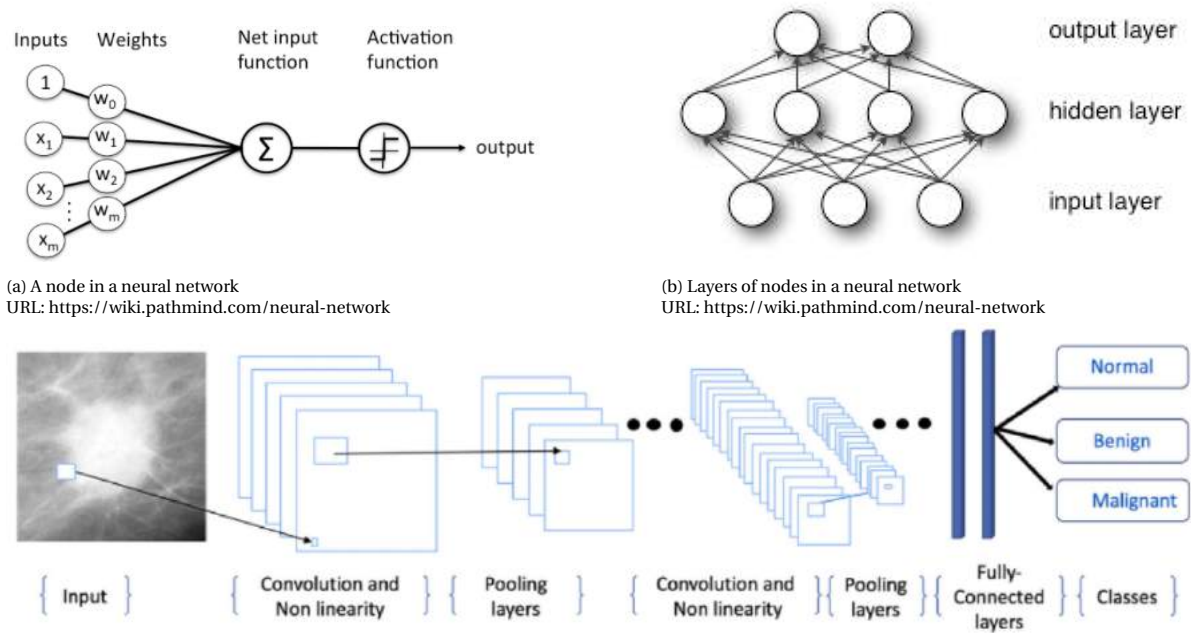 Inputs Weights Net input function Activation function
1
w0
x1
w1
x2
w2
⋮
xm
wm
Σ
output
output layer
hidden layer
input layer
(a) A node in a neural network
URL: https://wiki.pathmind.com/neural-network
(b) Layers of nodes in a neural network
URL: https://wiki.pathmind.com/neural-network
Normal
Benign
Malignant
Input
Convolution and
Non linearity
Pooling
layers
Convolution and
Non linearity
Pooling
layers
Fully-
Connected
layers
Classes